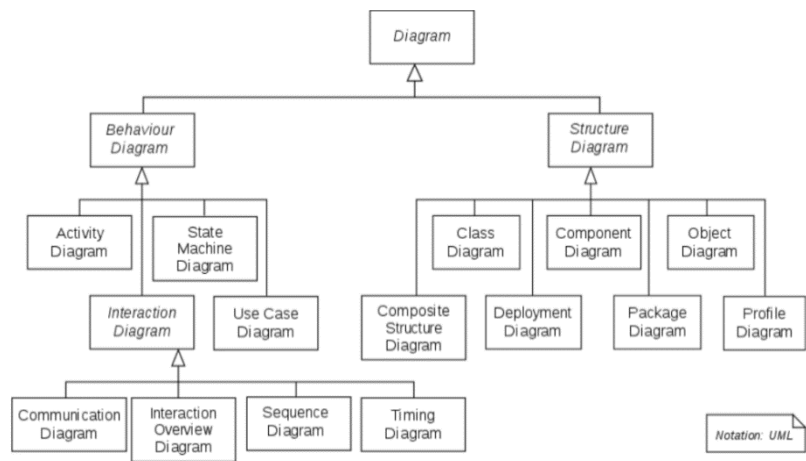 Diagram
Behaviour
Diagram
Structure
Diagram
Activity
Diagram
State
Machine
Diagram
Class
Diagram
Component
Diagram
Object
Diagram
Interaction
Diagram
Use Case
Diagram
Composite
Structure
Diagram
Deployment
Diagram
Package
Diagram
Profile
Diagram
Communication
Diagram
Interaction
Overview
Diagram
Sequence
Diagram
Timing
Diagram
Notation: UML